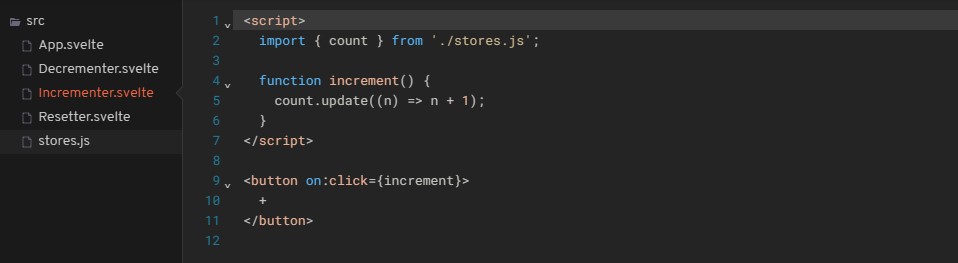 src
App.svelte
Decrementer.svelte
Incrementer.svelte
Resetter.svelte
stores.js
1 <script>
2   import { count } from './stores.js';
3
4   function increment() {
5     count.update((n) => n + 1);
6   }
7 </script>
8
9 <button on:click={increment}>
10   +
11 </button>
12